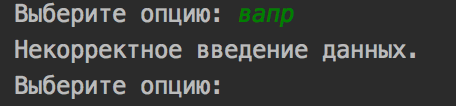 Выберите опцию: вапр
Некорректное введение данных.
Выберите опцию: